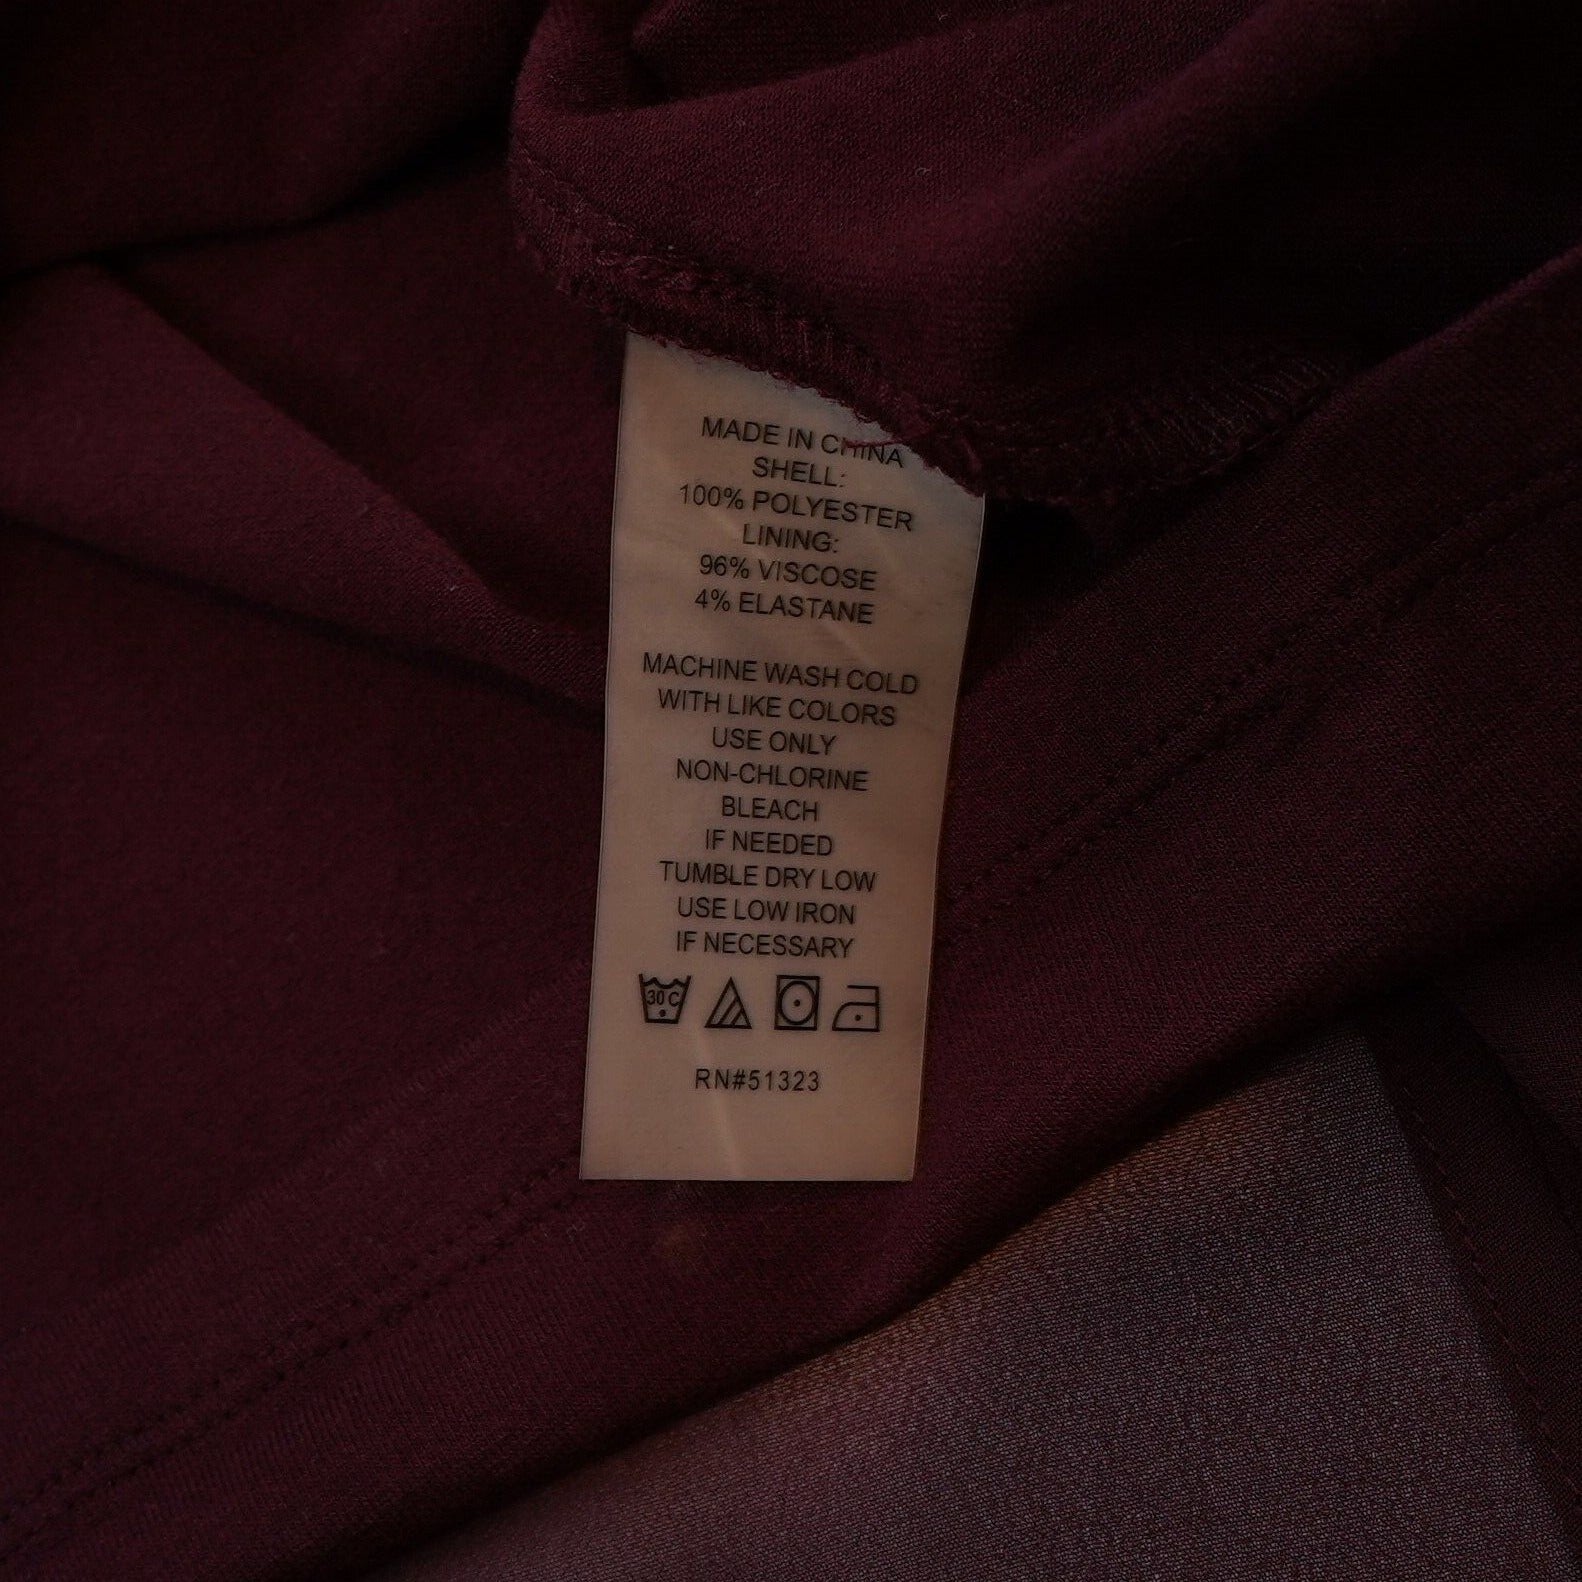 MADE IN CHINA
SHELL:
100% POLYESTER
LINING:
96% VISCOSE
4% ELASTANE
MACHINE WASH COLD
WITH LIKE COLORS
USE ONLY
NON-CHLORINE
BLEACH
IF NEEDED
TUMBLE DRY LOW
USE LOW IRON
IF NECESSARY
30 C
RN#51323